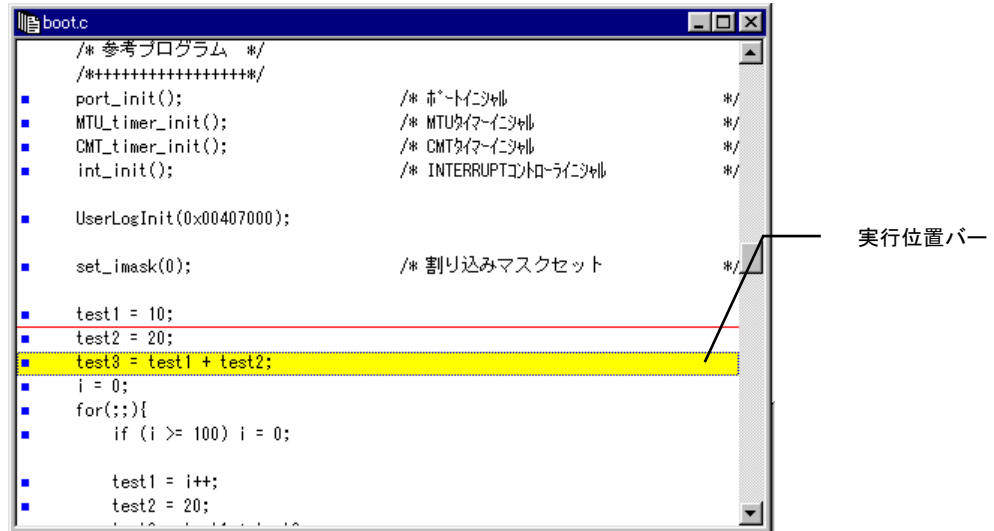 boot.c
/* 参考プログラム */
/*++++++++++++++++++*/
port_init(); /* ﾎﾟｰﾄｲﾆｼｬﾙ */
MTU_timer_init(); /* MTUﾀｲﾏｰｲﾆｼｬﾙ */
CMT_timer_init(); /* CMTﾀｲﾏｰｲﾆｼｬﾙ */
int_init(); /* INTERRUPTｺﾝﾄﾛｰﾗｲﾆｼｬﾙ */
UserLogInit(0x00407000);
実行位置バー
set_imask(0); /* 割り込みマスクセット */
test1 = 10;
test2 = 20;
test3 = test1 + test2;
i = 0;
for(;;){
if (i >= 100) i = 0;
test1 = i++;
test2 = 20;